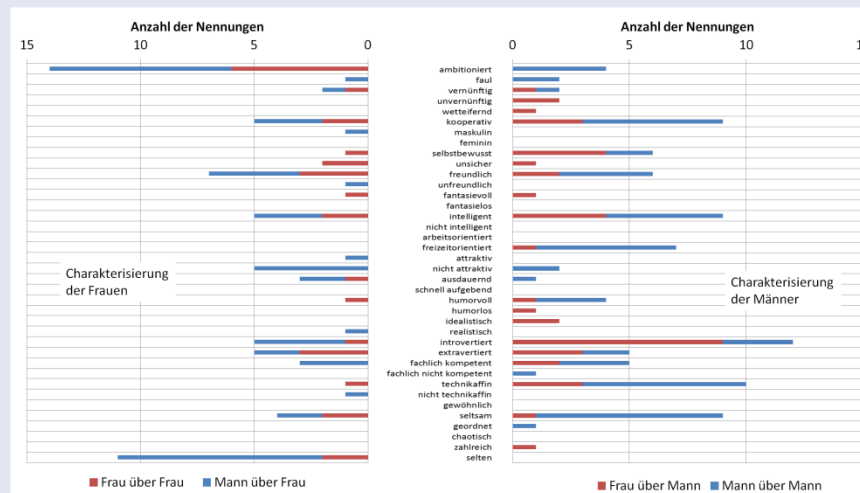 Anzahl der Nennungen
Anzahl der Nennungen
15 10 5 0
0 5 10 1
ambitioniert
faul
vernünftig
unvernünftig
wetteifernd
kooperativ
maskulin
feminin
selbstbewusst
unsicher
freundlich
unfreundlich
fantasievoll
fantasielos
intelligent
nicht intelligent
arbeitsorientiert
freizeitorientiert
attraktiv
nicht attraktiv
ausdauernd
schnell aufgebend
humorvoll
humorlos
idealistisch
realistisch
introvertiert
extravertiert
fachlich kompetent
fachlich nicht kompetent
technikaffin
nicht technikaffin
gewöhnlich
seltsam
geordnet
chaotisch
zahlreich
selten
Charakterisierung
der Frauen
Charakterisierung
der Männer
Frau über Frau Mann über Frau
Frau über Mann Mann über Mann